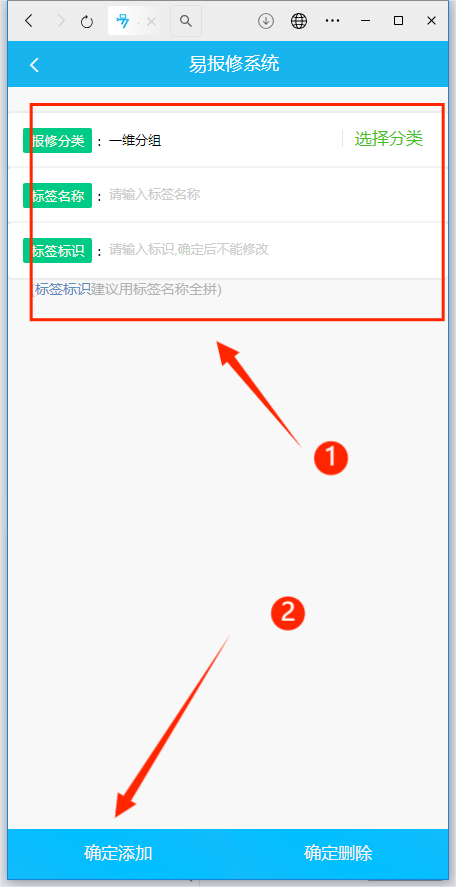 易报修系统
报修分类 : 一维分组 选择分类
标签名称 : 请输入标签名称
标签标识 : 请输入标识,确定后不能修改
(标签标识建议用标签名称全拼)
1
2
确定添加 确定删除